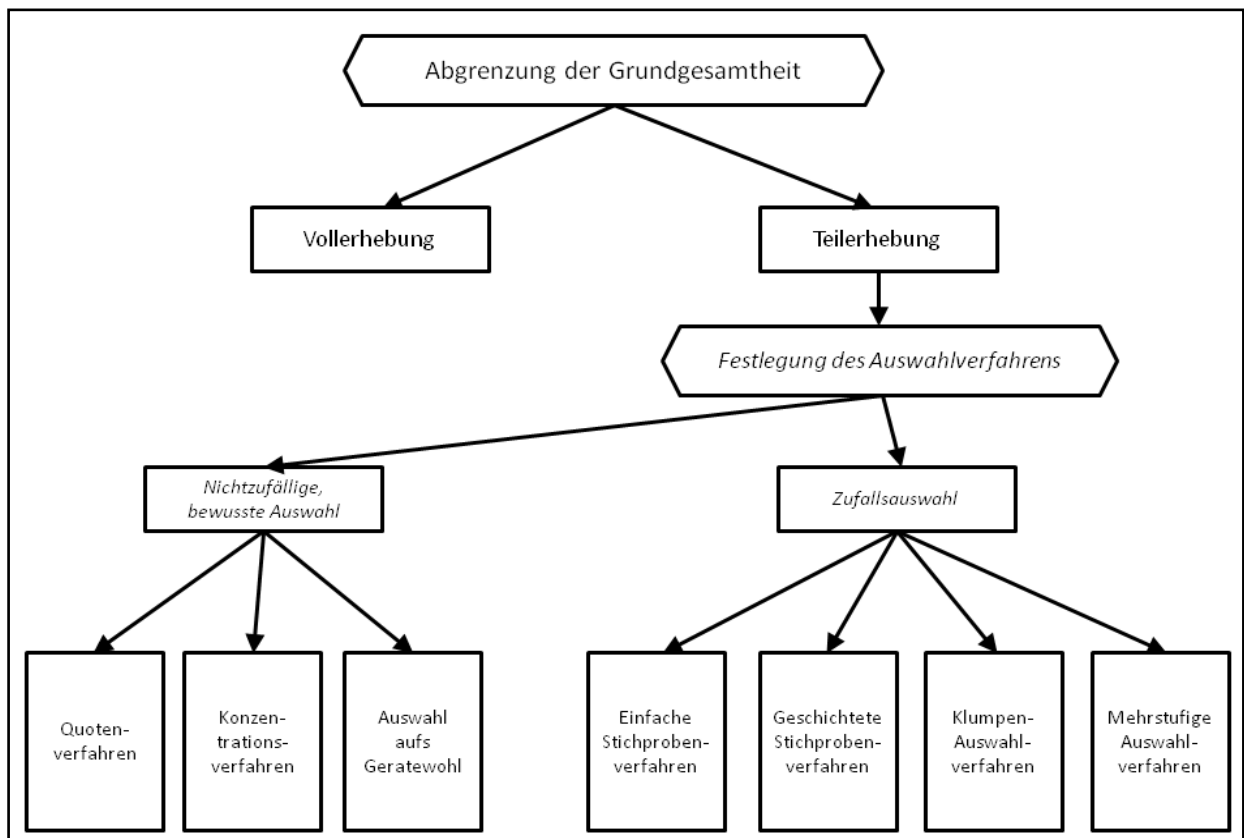 Abgrenzung der Grundgesamtheit
Vollerhebung
Teilerhebung
Festlegung des Auswahlverfahrens
Nichtzufällige,
bewusste Auswahl
Zufallsauswahl
Quoten-
verfahren
Konzen-
trations-
verfahren
Auswahl
aufs
Geratewohl
Einfache
Stichproben-
verfahren
Geschichtete
Stichproben-
verfahren
Klumpen-
Auswahl-
verfahren
Mehrstufige
Auswahl-
verfahren